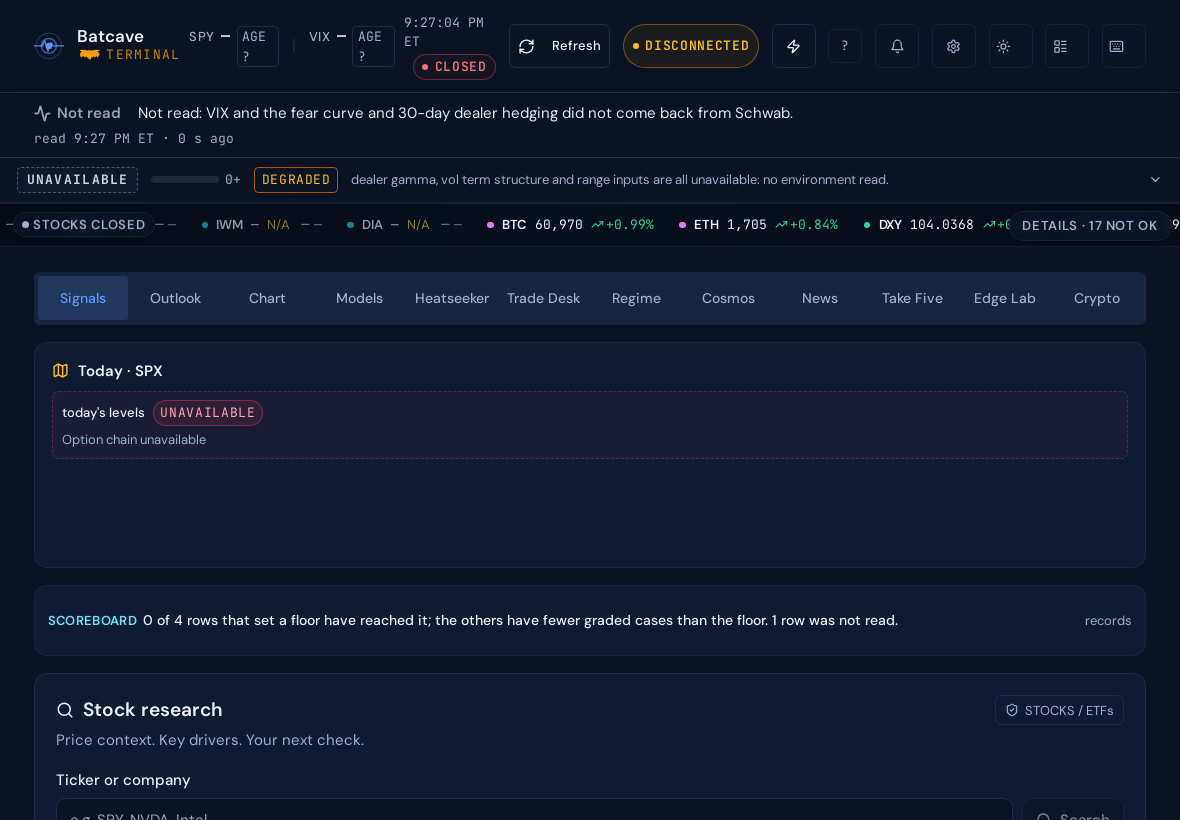 Batcave
TERMINAL
SPY — AGE ?
VIX — AGE ?
9:27:04 PM ET
CLOSED
Refresh
DISCONNECTED
?
Not read Not read: VIX and the fear curve and 30-day dealer hedging did not come back from Schwab.
read 9:27 PM ET · 0 s ago
UNAVAILABLE 0+ DEGRADED dealer gamma, vol term structure and range inputs are all unavailable: no environment read.
STOCKS CLOSED — — IWM — N/A — — DIA — N/A — — BTC 60,970 +0.99% ETH 1,705 +0.84% DXY 104.0368 DETAILS · 17 NOT OK
Signals Outlook Chart Models Heatseeker Trade Desk Regime Cosmos News Take Five Edge Lab Crypto
Today · SPX
today's levels UNAVAILABLE
Option chain unavailable
SCOREBOARD 0 of 4 rows that set a floor have reached it; the others have fewer graded cases than the floor. 1 row was not read. records
Stock research STOCKS / ETFs
Price context. Key drivers. Your next check.
Ticker or company
e.g. SPY, NVDA, Intel Search